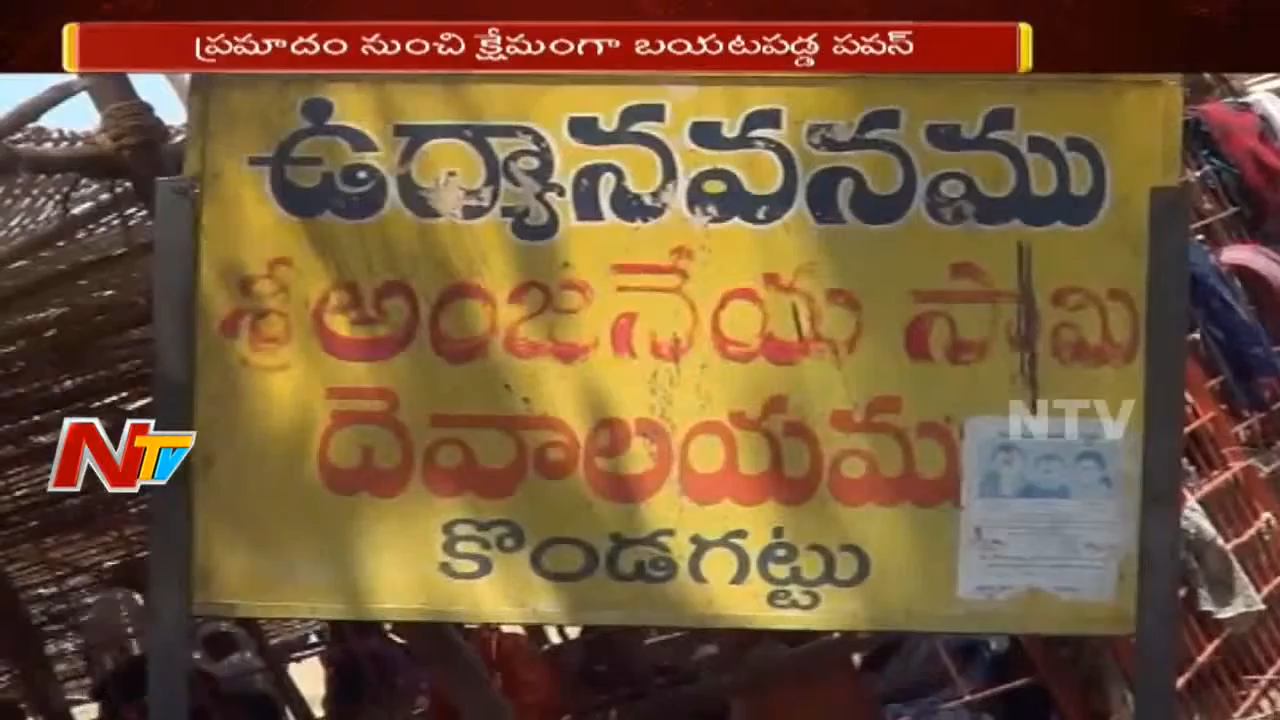 ప్రమాదం నుంచి క్షేమంగా బయటపడ్డ పవన్
ఉద్యానవనము
శ్రీ అంజనేయ సామి
దేవాలయము
NTV
NTV
కొండగట్టు